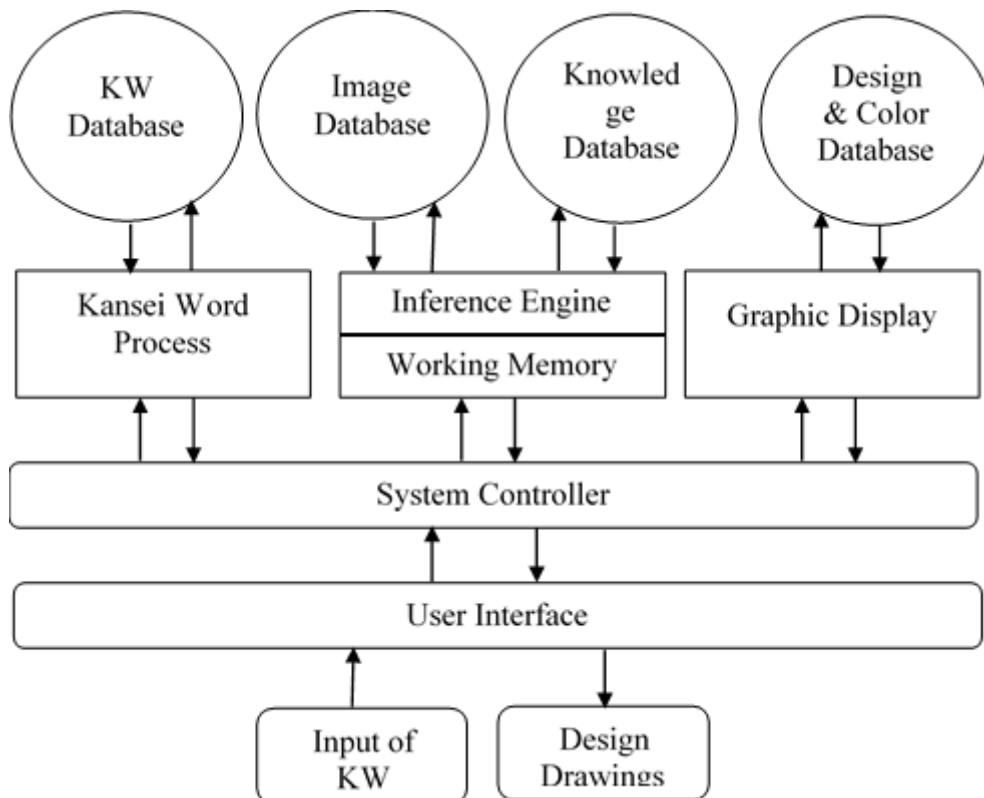 KW
Database
Image
Database
Knowled
ge
Database
Design
& Color
Database
Kansei Word
Process
Inference Engine
Working Memory
Graphic Display
System Controller
User Interface
Input of
KW
Design
Drawings